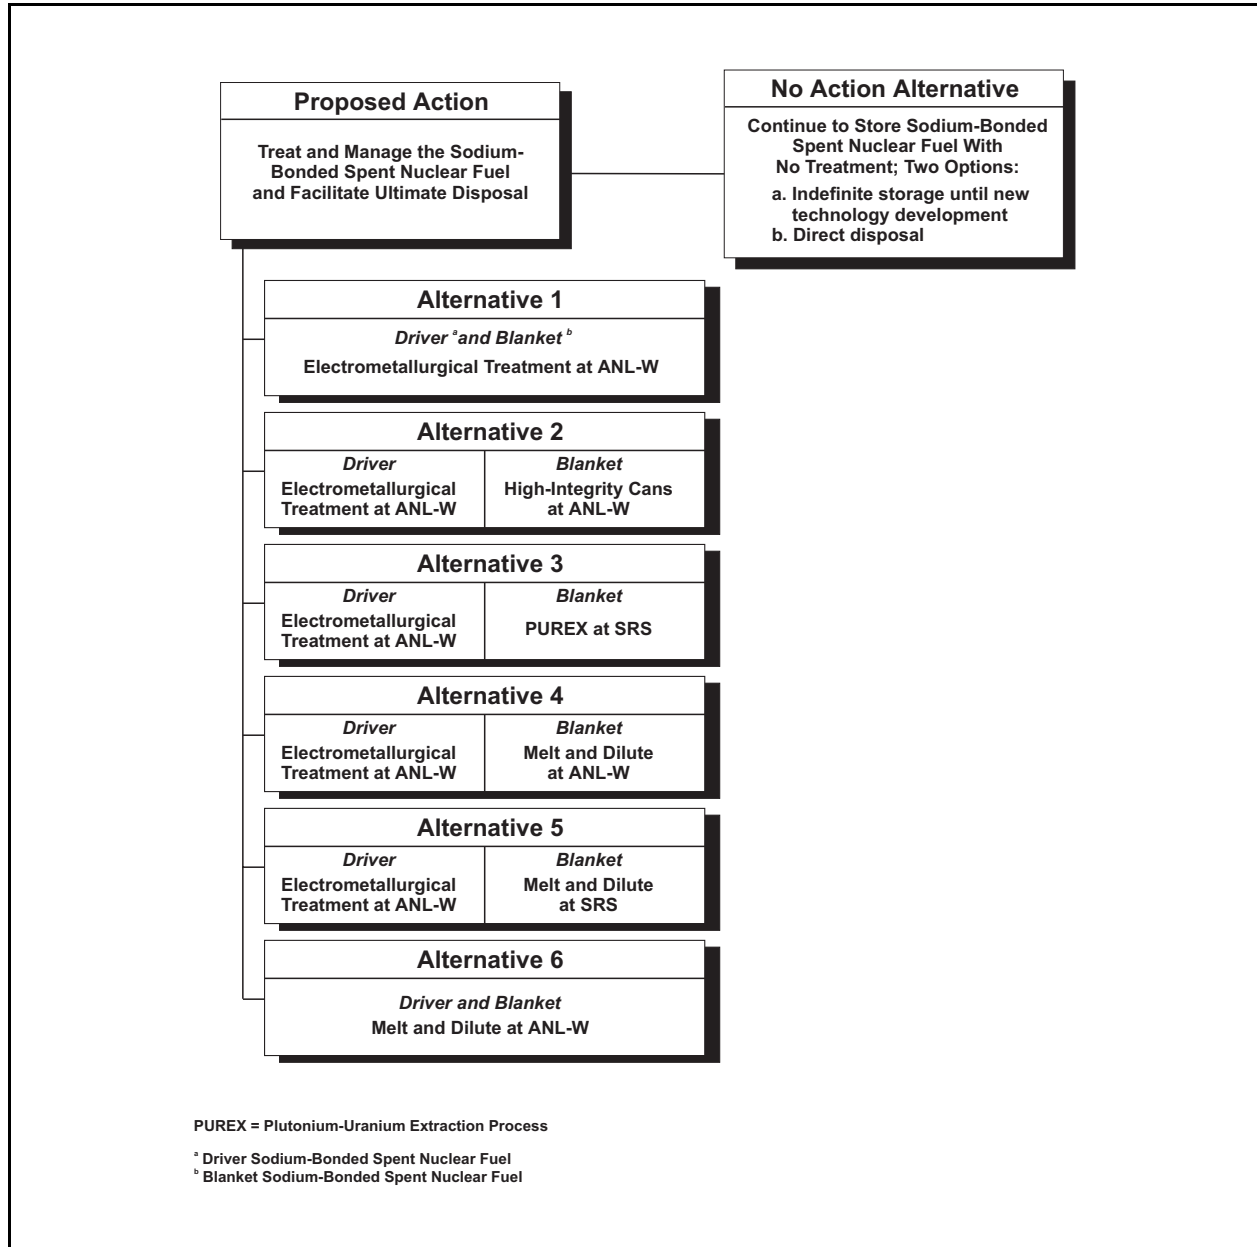 Proposed Action
Treat and Manage the Sodium-
Bonded Spent Nuclear Fuel
and Facilitate Ultimate Disposal
No Action Alternative
Continue to Store Sodium-Bonded
Spent Nuclear Fuel With
No Treatment; Two Options:
a. Indefinite storage until new
technology development
b. Direct disposal
Alternative 1
Driver a and Blanket b
Electrometallurgical Treatment at ANL-W
Alternative 2
Driver
Electrometallurgical
Treatment at ANL-W
Blanket
High-Integrity Cans
at ANL-W
Alternative 3
Driver
Electrometallurgical
Treatment at ANL-W
Blanket
PUREX at SRS
Alternative 4
Driver
Electrometallurgical
Treatment at ANL-W
Blanket
Melt and Dilute
at ANL-W
Alternative 5
Driver
Electrometallurgical
Treatment at ANL-W
Blanket
Melt and Dilute
at SRS
Alternative 6
Driver and Blanket
Melt and Dilute at ANL-W
PUREX = Plutonium-Uranium Extraction Process
a Driver Sodium-Bonded Spent Nuclear Fuel
b Blanket Sodium-Bonded Spent Nuclear Fuel